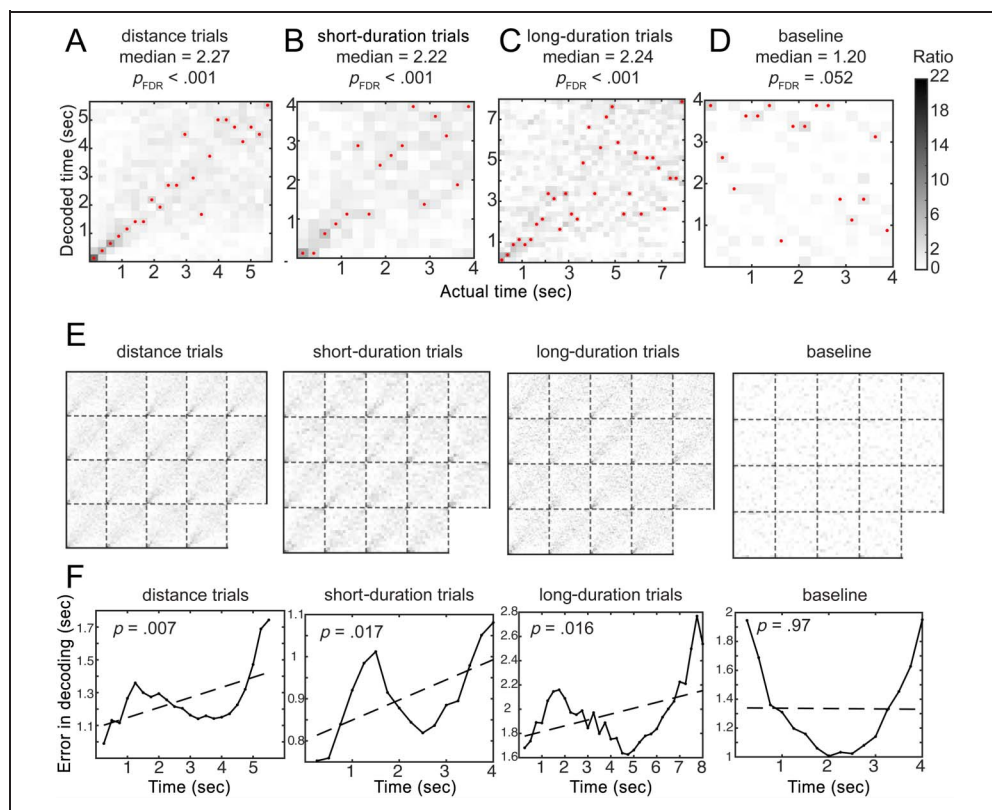 A
distance trials
median = 2.27
pFDR < .001
B
short-duration trials
median = 2.22
pFDR < .001
C
long-duration trials
median = 2.24
pFDR < .001
D
baseline
median = 1.20
pFDR = .052
Ratio
22
20
18
16
14
12
10
8
6
4
2
0
Decoded time (sec)
5
4
3
2
1
1 2 3 4 5
4
3
2
1
1 2 3 4
7
5
3
1
1 3 5 7
4
3
2
1
1 2 3 4
Actual time (sec)
E
distance trials
short-duration trials
long-duration trials
baseline
F
distance trials
short-duration trials
long-duration trials
baseline
Error in decoding (sec)
p = .007
1.7
1.5
1.3
1.1
0.9
1 2 3 4 5
Time (sec)
p = .017
1.1
1
0.9
0.8
1 2 3 4
Time (sec)
p = .016
2.8
2.6
2.4
2.2
2
1.8
1.6
1 2 3 4 5 6 7 8
Time (sec)
p = .97
2
1.8
1.6
1.4
1.2
1
1 2 3 4
Time (sec)